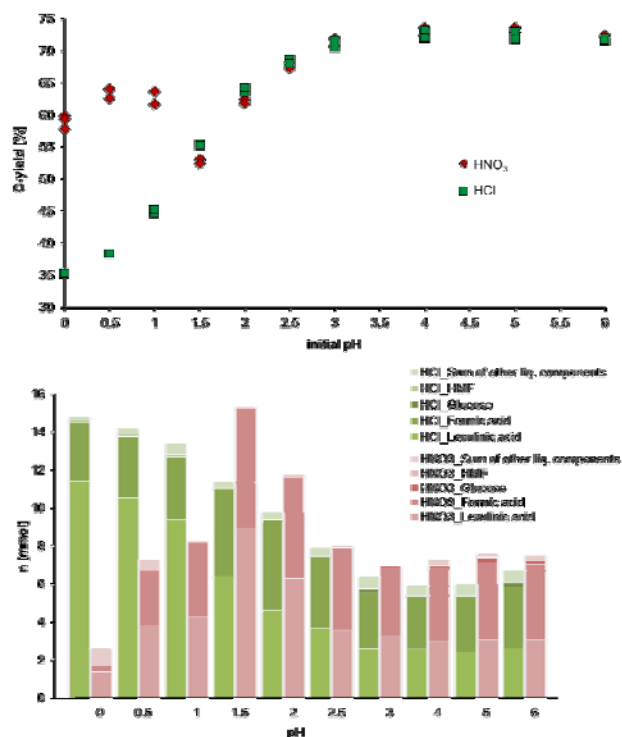 75
70
65
60
55
50
45
40
35
30
C-yield [%]
HNO3
HCl
0 0.5 1 1.5 2 2.5 3 3.5 4 5 6
initial pH
HCl_Sum of other liq. components
HCl_HMF
HCl_Glucose
HCl_Formic acid
HCl_Levulinic acid
HNO3_Sum of other liq. components
HNO3_HMF
HNO3_Glucose
HNO3_Formic acid
HNO3_Levulinic acid
16
14
12
10
8
6
4
2
0
n [mmol]
0 0.5 1 1.5 2 2.5 3 4 5 6
pH